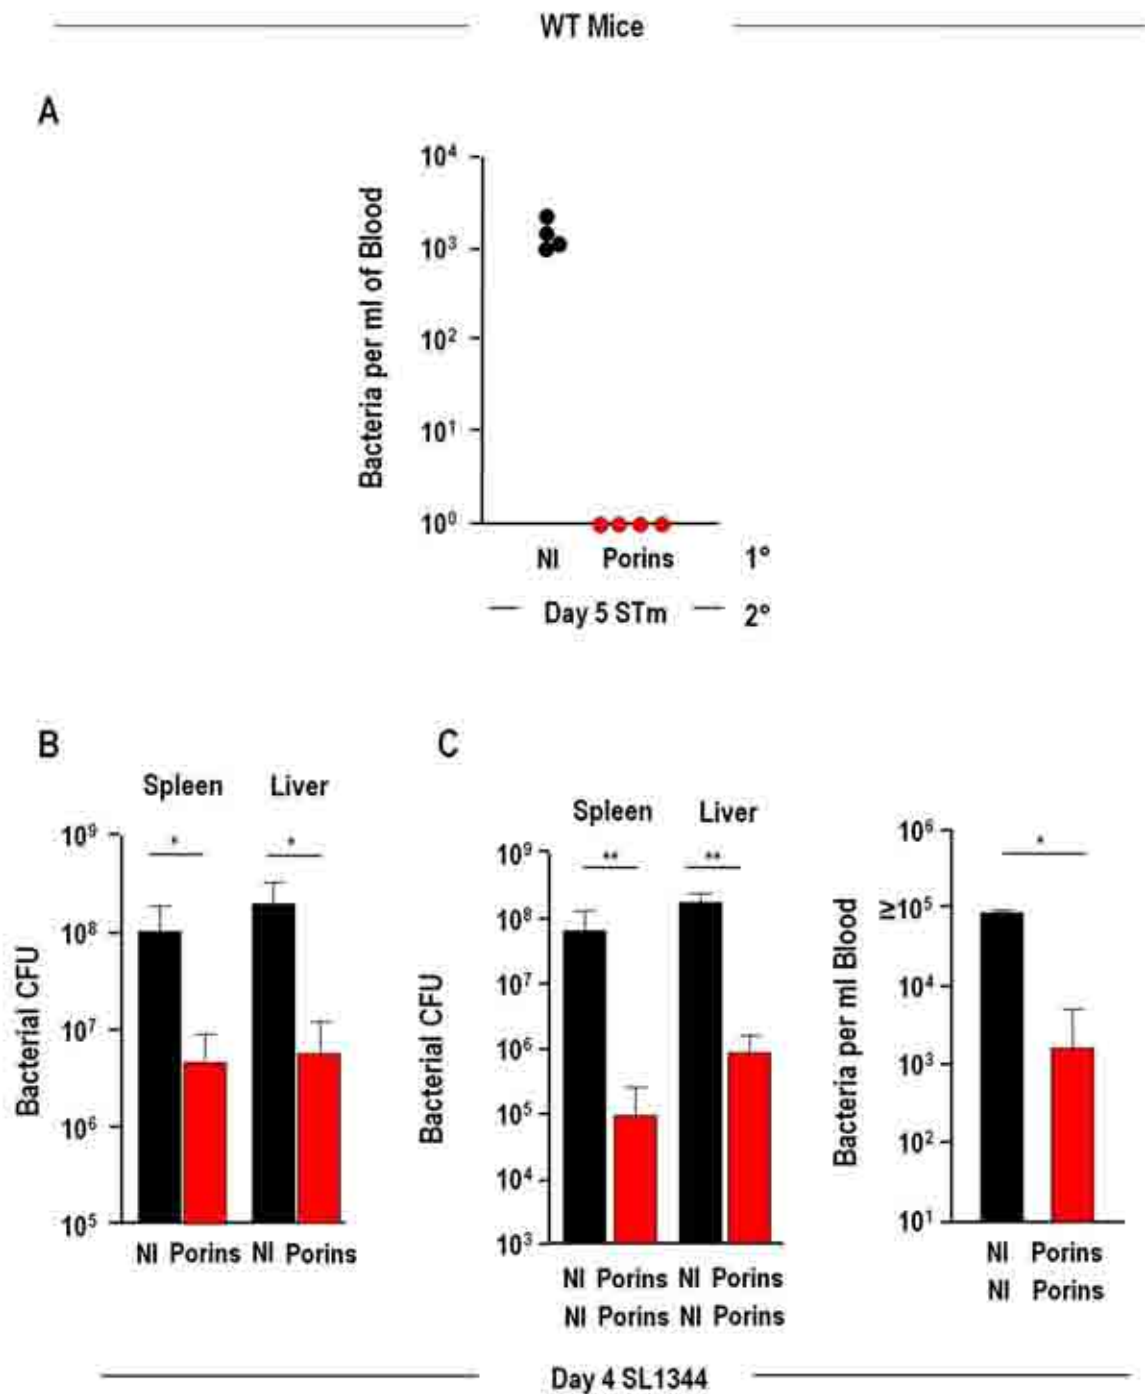 WT Mice
A
Bacteria per ml of Blood
10⁴
10³
10²
10¹
10⁰
NI Porins 1°
Day 5 STm 2°
B
Spleen Liver
Bacterial CFU
10⁹
10⁸
10⁷
10⁶
10⁵
* *
NI Porins NI Porins
C
Spleen Liver
Bacterial CFU
10⁹
10⁸
10⁷
10⁶
10⁵
10⁴
10³
** **
NI Porins NI Porins
NI Porins NI Porins
Bacteria per ml Blood
IV
10⁶
10⁵
10⁴
10³
10²
10¹
*
NI Porins
NI Porins
Day 4 SL1344